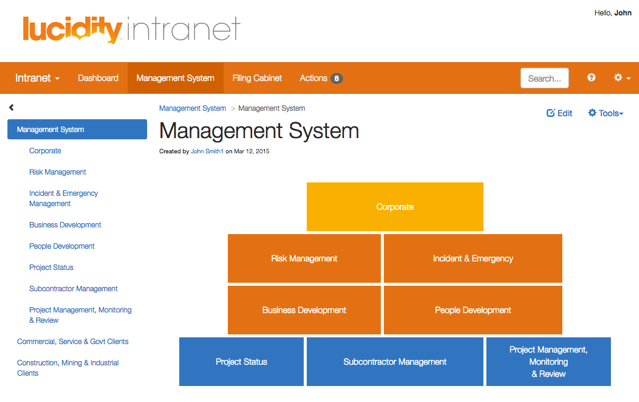 lucidity intranet
Hello, John
Intranet Dashboard Management System Filing Cabinet Actions 8 Search...
Management System
Corporate
Risk Management
Incident & Emergency
Management
Business Development
People Development
Project Status
Subcontractor Management
Project Management, Monitoring
& Review
Commercial, Service & Govt Clients
Construction, Mining & Industrial
Clients
Management System > Management System
Edit Tools
Management System
Created by John Smith1 on Mar 12, 2015
Corporate
Risk Management
Incident & Emergency
Business Development
People Development
Project Status
Subcontractor Management
Project Management,
Monitoring
& Review